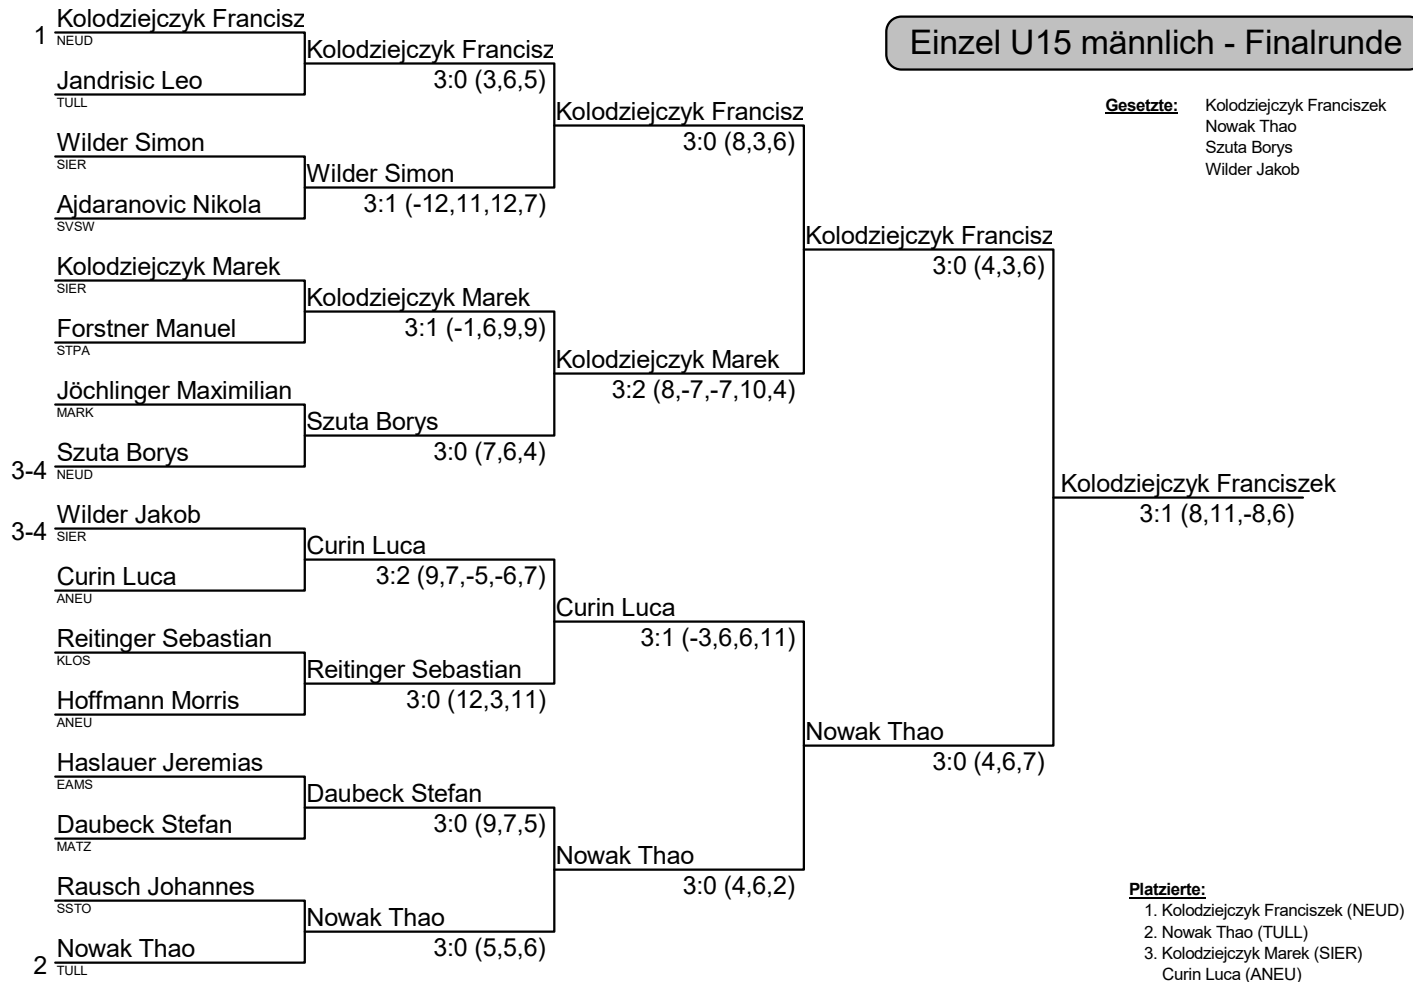 Einzel U15 männlich - Finalrunde
Gesetzte: Kolodziejczyk Franciszek
Nowak Thao
Szuta Borys
Wilder Jakob
1 Kolodziejczyk Francisz
NEUD
Jandrisic Leo
TULL
Wilder Simon
SIER
Ajdaranovic Nikola
SVSW
Kolodziejczyk Marek
SIER
Forstner Manuel
STPA
Jöchlinger Maximilian
MARK
3-4 Szuta Borys
NEUD
3-4 Wilder Jakob
SIER
Curin Luca
ANEU
Reitinger Sebastian
KLOS
Hoffmann Morris
ANEU
Haslauer Jeremias
EAMS
Daubeck Stefan
MATZ
Rausch Johannes
SSTO
2 Nowak Thao
TULL
Kolodziejczyk Francisz
3:0 (3,6,5)
Wilder Simon
3:1 (-12,11,12,7)
Kolodziejczyk Marek
3:1 (-1,6,9,9)
Szuta Borys
3:0 (7,6,4)
Curin Luca
3:2 (9,7,-5,-6,7)
Reitinger Sebastian
3:0 (12,3,11)
Daubeck Stefan
3:0 (9,7,5)
Nowak Thao
3:0 (5,5,6)
Kolodziejczyk Francisz
3:0 (8,3,6)
Kolodziejczyk Marek
3:2 (8,-7,-7,10,4)
Curin Luca
3:1 (-3,6,6,11)
Nowak Thao
3:0 (4,6,2)
Kolodziejczyk Francisz
3:0 (4,3,6)
Nowak Thao
3:0 (4,6,7)
Kolodziejczyk Franciszek
3:1 (8,11,-8,6)
Platzierte:
1. Kolodziejczyk Franciszek (NEUD)
2. Nowak Thao (TULL)
3. Kolodziejczyk Marek (SIER)
Curin Luca (ANEU)